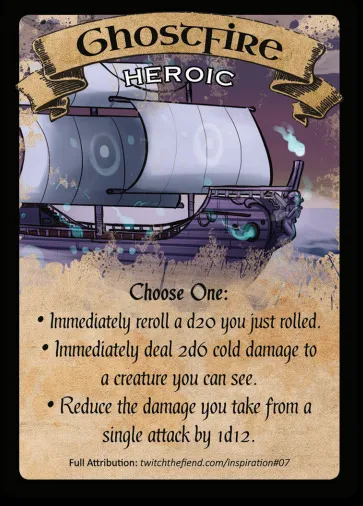 Ghostfire
HEROIC
Choose One:
• Immediately reroll a d20 you just rolled.
• Immediately deal 2d6 cold damage to
a creature you can see.
• Reduce the damage you take from a
single attack by 1d12.
Full Attribution: twitchthefiend.com/inspiration#07